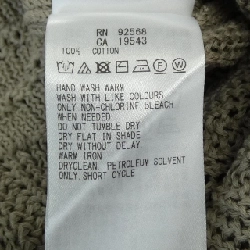 RN 92568
CA 19543
100% COTTON
HAND WASH WARM
WASH WITH LIKE COLOURS
ONLY NON-CHLORINE BLEACH
WHEN NEEDED
DO NOT TUMBLE DRY
DRY FLAT IN SHADE
DRY WITHOUT DELAY
WARM IRON
DRYCLEAN, PETROLEUM SOLVENT
ONLY,SHORT CYCLE